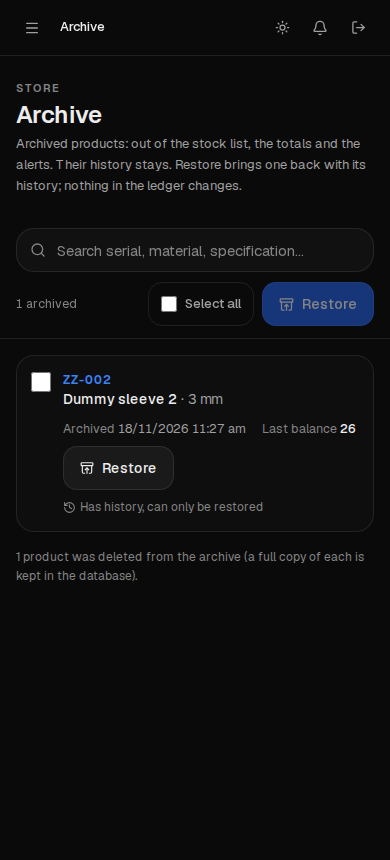 Archive
STORE
Archive
Archived products: out of the stock list, the totals and the
alerts. Their history stays. Restore brings one back with its
history; nothing in the ledger changes.
Search serial, material, specification...
1 archived
Select all
Restore
ZZ-002
Dummy sleeve 2 · 3 mm
Archived 18/11/2026 11:27 am Last balance 26
Restore
Has history, can only be restored
1 product was deleted from the archive (a full copy of each is
kept in the database).